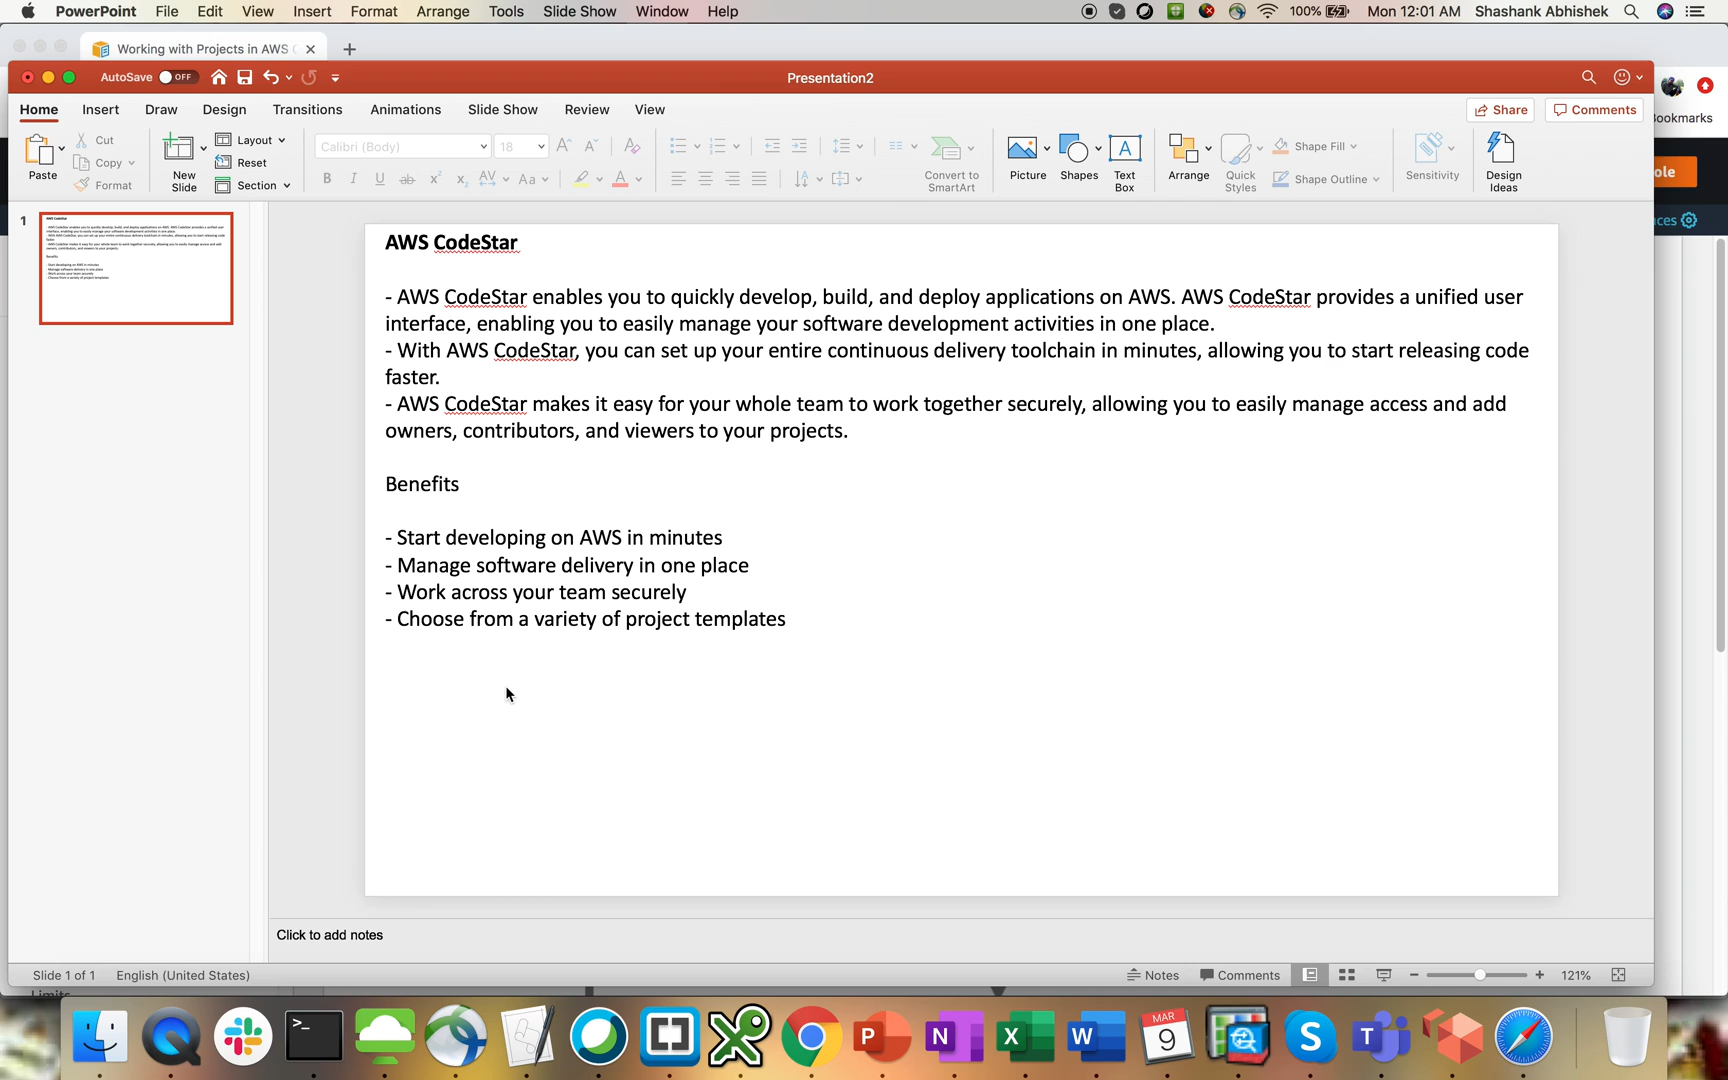 PowerPoint File Edit View Insert Format Arrange Tools Slide Show Window Help 100% Mon 12:01 AM Shashank Abhishek
Working with Projects in AWS
AutoSave OFF Presentation2
Home Insert Draw Design Transitions Animations Slide Show Review View Share Comments
ookmarks
Paste Cut Copy Format
New Slide Layout Reset Section
Calibri (Body) 18
Convert to SmartArt
Picture Shapes Text Box Arrange Quick Styles Shape Fill Shape Outline Sensitivity Design Ideas
ole
ces
1
AWS CodeStar
- AWS CodeStar enables you to quickly develop, build, and deploy applications on AWS. AWS CodeStar provides a unified user
interface, enabling you to easily manage your software development activities in one place.
- With AWS CodeStar, you can set up your entire continuous delivery toolchain in minutes, allowing you to start releasing code
faster.
- AWS CodeStar makes it easy for your whole team to work together securely, allowing you to easily manage access and add
owners, contributors, and viewers to your projects.
Benefits
- Start developing on AWS in minutes
- Manage software delivery in one place
- Work across your team securely
- Choose from a variety of project templates
Click to add notes
Slide 1 of 1 English (United States) Notes Comments 121%
Limits
MAR
9